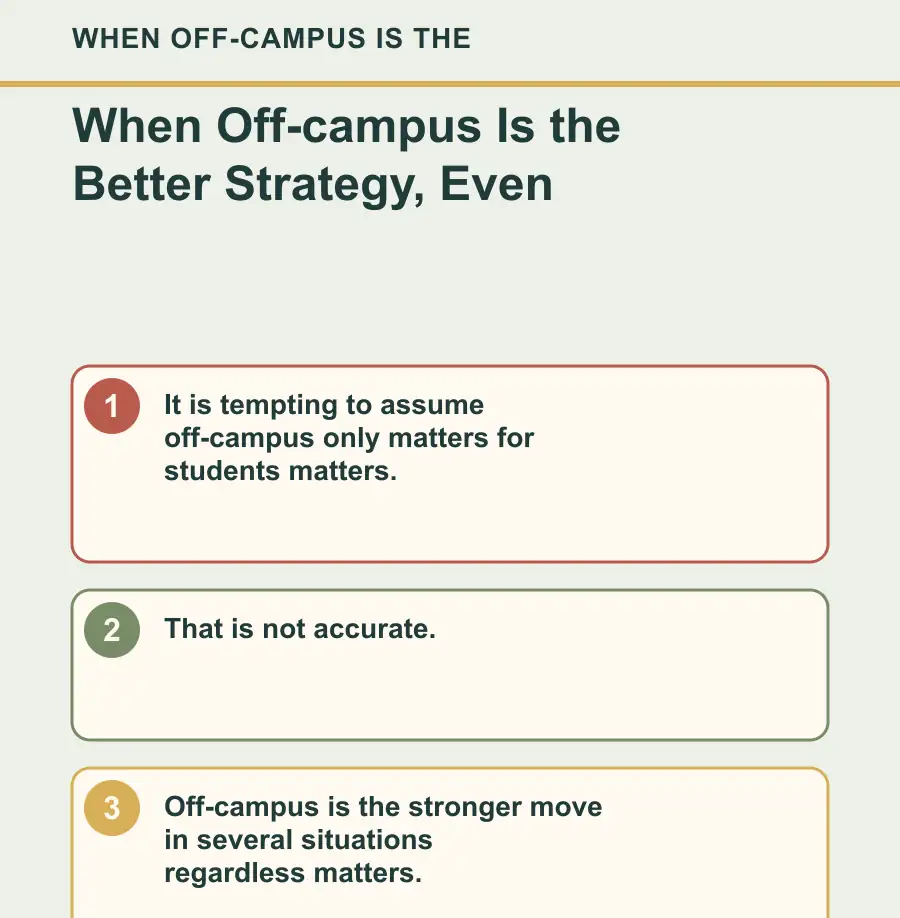 WHEN OFF-CAMPUS IS THE
When Off-campus Is the
Better Strategy, Even
1
It is tempting to assume
off-campus only matters for
students matters.
2
That is not accurate.
3
Off-campus is the stronger move
in several situations
regardless matters.